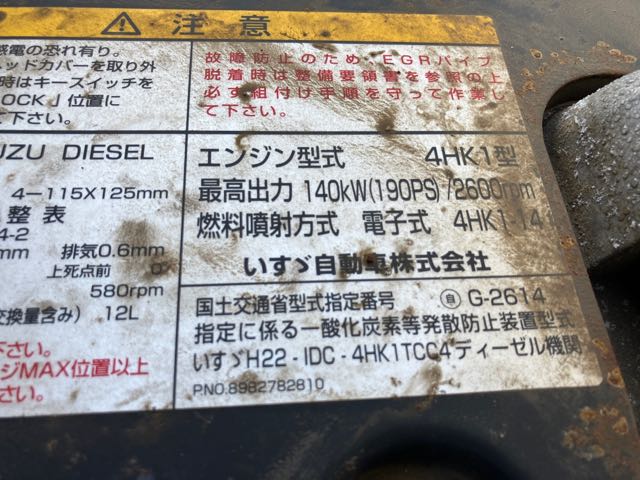 ⚠ 注意
感電の恐れ有り。
ッドカバーを取り外
時はキースイッチを
OCK」位置に
て下さい。
故障防止のため、EGRパイプ
脱着時は整備要領書を参照の上
必ず組付け手順を守って作業し
て下さい。
UZU DIESEL
4－115X125mm
整表
4-2
mm 排気0.6mm
上死点前 0
580rpm
交換量含み) 12L
下さい。
ジMAX位置以上
下さい。
エンジン型式 4HK1型
最高出力 140kW(190PS)/2600rpm
燃料噴射方式 電子式 4HK1-14
いすゞ自動車株式会社
国土交通省型式指定番号 自 G-2614
指定に係る一酸化炭素等発散防止装置型式
いすゞH22-IDC-4HK1TCC4ディーゼル機関
PNO.8982782810